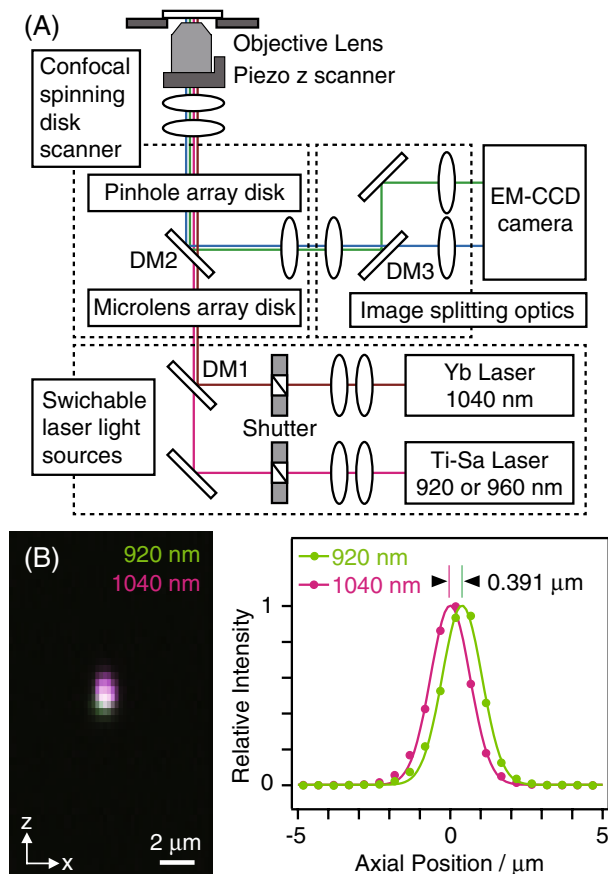 (A)
Objective Lens
Piezo z scanner
Confocal
spinning
disk
scanner
Pinhole array disk
EM-CCD
camera
DM2
DM3
Microlens array disk
Image splitting optics
DM1
Yb Laser
1040 nm
Swichable
laser light
sources
Shutter
Ti-Sa Laser
920 or 960 nm
(B)
920 nm
1040 nm
z
x
2 μm
920 nm
1040 nm
0.391 μm
1
Relative Intensity
0
-5
0
5
Axial Position / μm